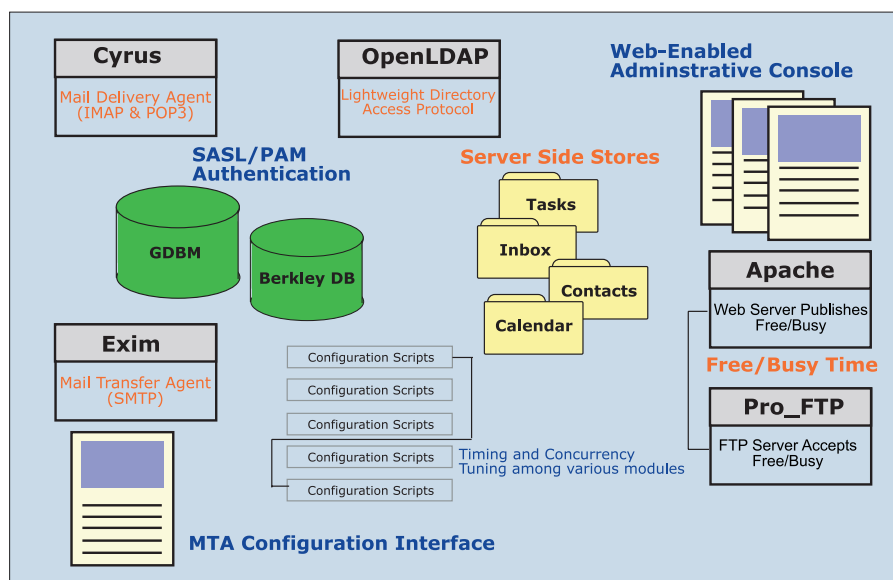 Cyrus
Mail Delivery Agent
(IMAP & POP3)
OpenLDAP
Lightweight Directory
Access Protocol
Web-Enabled
Adminstrative Console
SASL/PAM
Authentication
GDBM
Berkley DB
Server Side Stores
Tasks
Inbox
Contacts
Calendar
Apache
Web Server Publishes
Free/Busy
Free/Busy Time
Pro_FTP
FTP Server Accepts
Free/Busy
Exim
Mail Transfer Agent
(SMTP)
Configuration Scripts
Configuration Scripts
Configuration Scripts
Configuration Scripts
Configuration Scripts
Timing and Concurrency
Tuning among various modules
MTA Configuration Interface